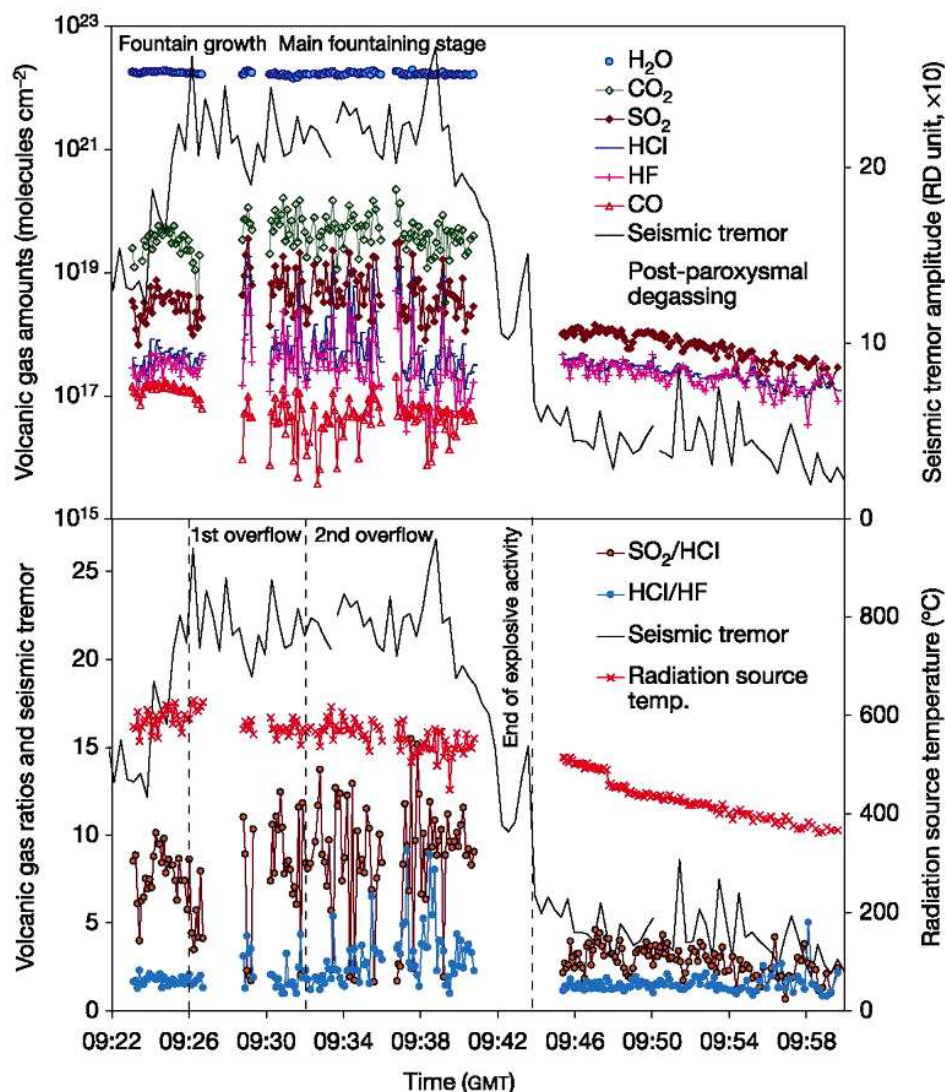 10²³
10²¹
10¹⁹
10¹⁷
10¹⁵
Volcanic gas amounts (molecules cm⁻²)
Fountain growth
Main fountaining stage
H₂O
CO₂
SO₂
HCl
HF
CO
Seismic tremor
Post-paroxysmal
degassing
20
10
0
Seismic tremor amplitude (RD unit, ×10)
25
20
15
10
5
0
Volcanic gas ratios and seismic tremor
1st overflow
2nd overflow
End of explosive activity
SO₂/HCl
HCl/HF
Seismic tremor
Radiation source
temp.
800
600
400
200
0
Radiation source temperature (ºC)
09:22 09:26 09:30 09:34 09:38 09:42 09:46 09:50 09:54 09:58
Time (GMT)